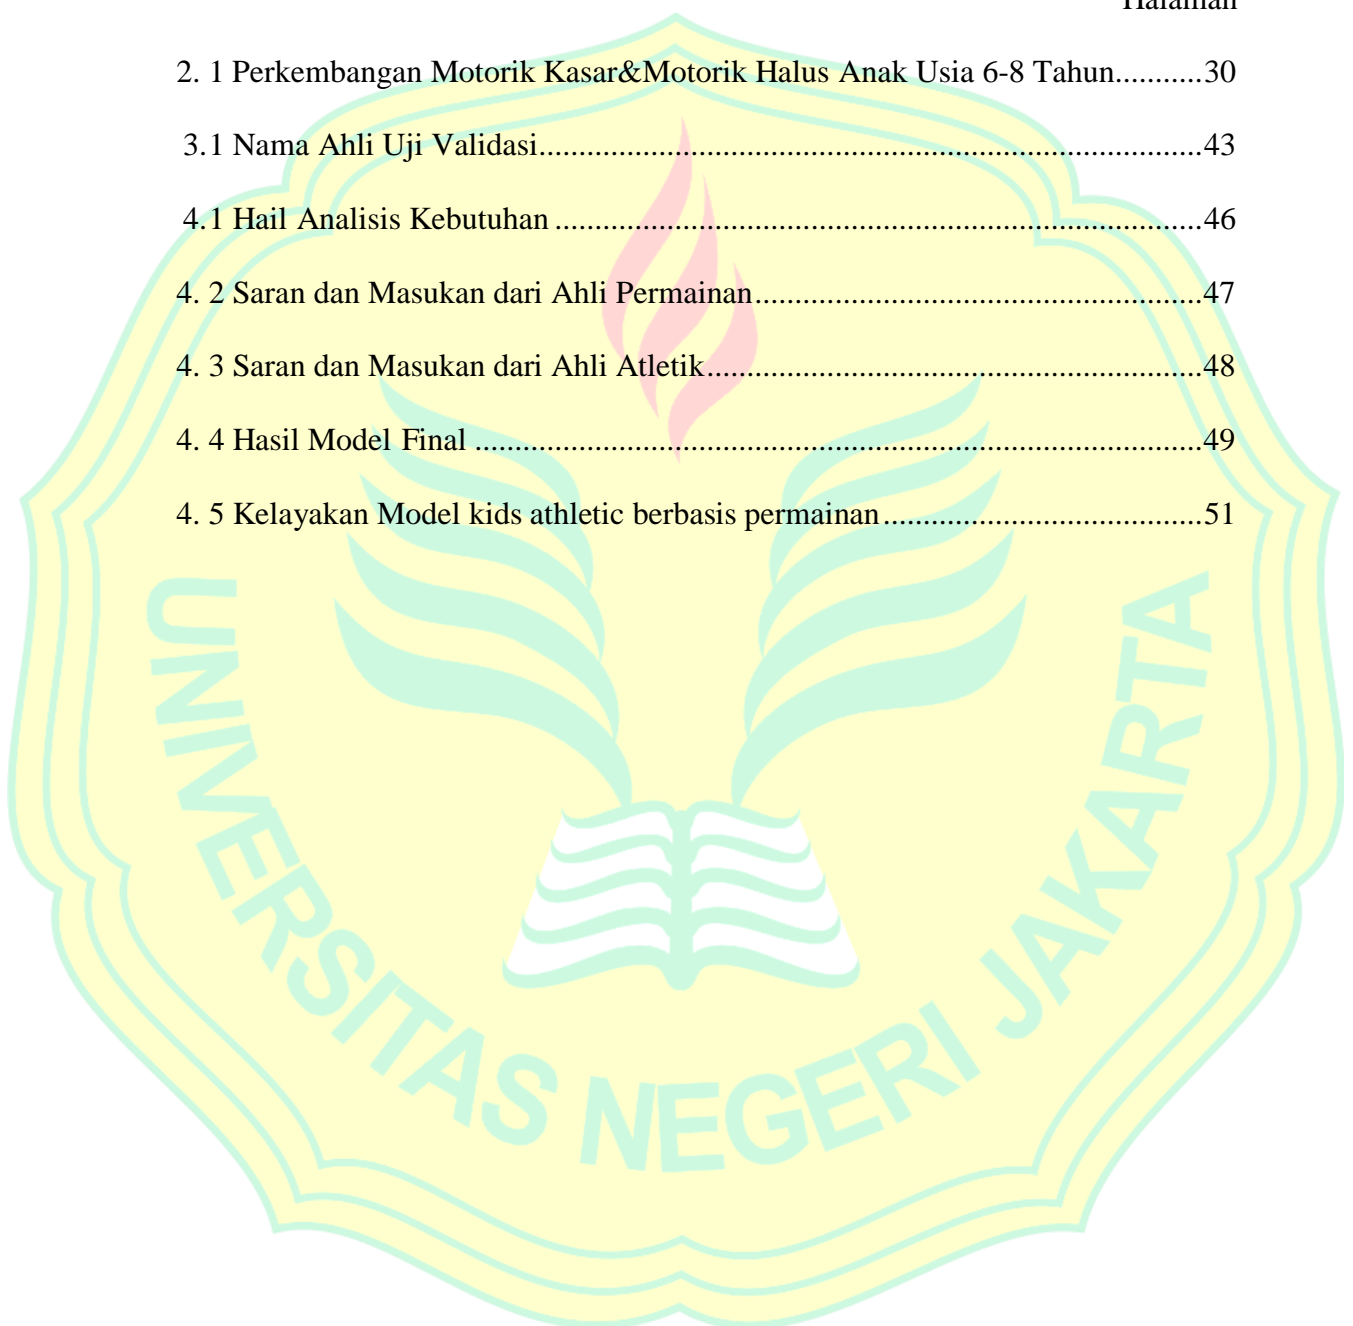 Halaman
2. 1 Perkembangan Motorik Kasar&Motorik Halus Anak Usia 6-8 Tahun...........30
3.1 Nama Ahli Uji Validasi...................................................................................43
4.1 Hail Analisis Kebutuhan .................................................................................46
4. 2 Saran dan Masukan dari Ahli Permainan........................................................47
4. 3 Saran dan Masukan dari Ahli Atletik..............................................................48
4. 4 Hasil Model Final ...........................................................................................49
4. 5 Kelayakan Model kids athletic berbasis permainan........................................51
UNIVERSITAS NEGERI JAKARTA